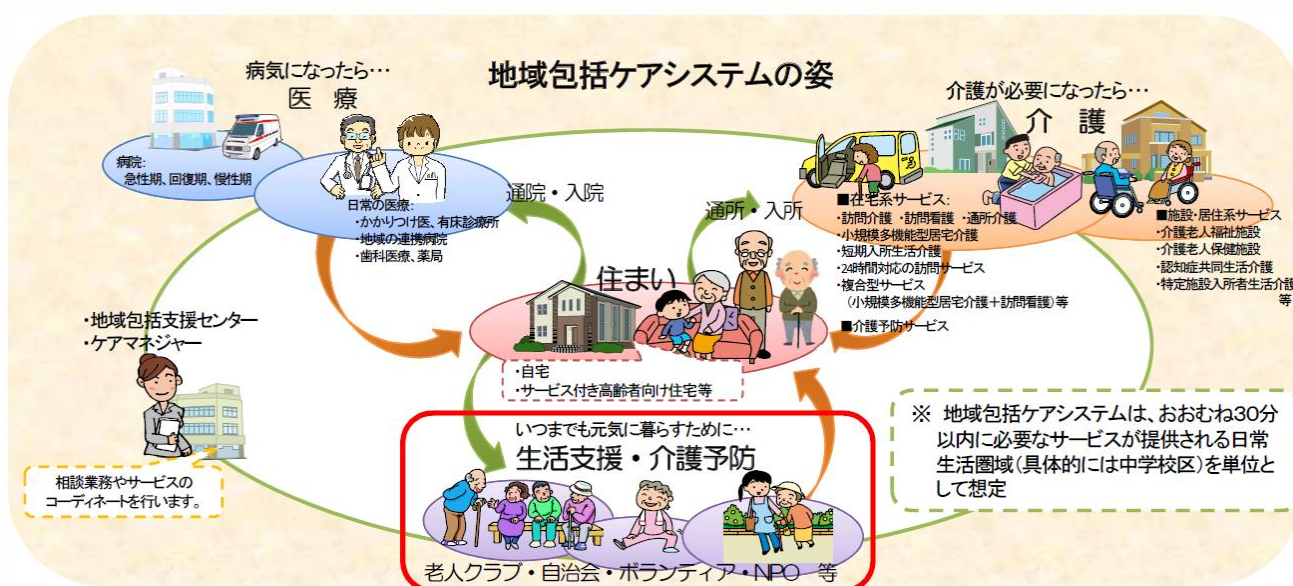 地域包括ケアシステムの姿
病気になったら…
医 療
病院:
急性期、回復期、慢性期
日常の医療:
・かかりつけ医、有床診療所
・地域の連携病院
・歯科医療、薬局
通院・入院
通所・入所
介護が必要になったら…
介 護
■在宅系サービス:
・訪問介護 ・訪問看護 ・通所介護
・小規模多機能型居宅介護
・短期入所生活介護
・24時間対応の訪問サービス
・複合型サービス
(小規模多機能型居宅介護+訪問看護)等
■介護予防サービス
■施設・居住系サービス
・介護老人福祉施設
・介護老人保健施設
・認知症共同生活介護
・特定施設入所者生活介護
等
住まい
・自宅
・サービス付き高齢者向け住宅等
・地域包括支援センター
・ケアマネジャー
相談業務やサービスの
コーディネートを行います。
いつまでも元気に暮らすために…
生活支援・介護予防
老人クラブ・自治会・ボランティア・NPO 等
※ 地域包括ケアシステムは、おおむね30分
以内に必要なサービスが提供される日常
生活圏域(具体的には中学校区)を単位と
して想定